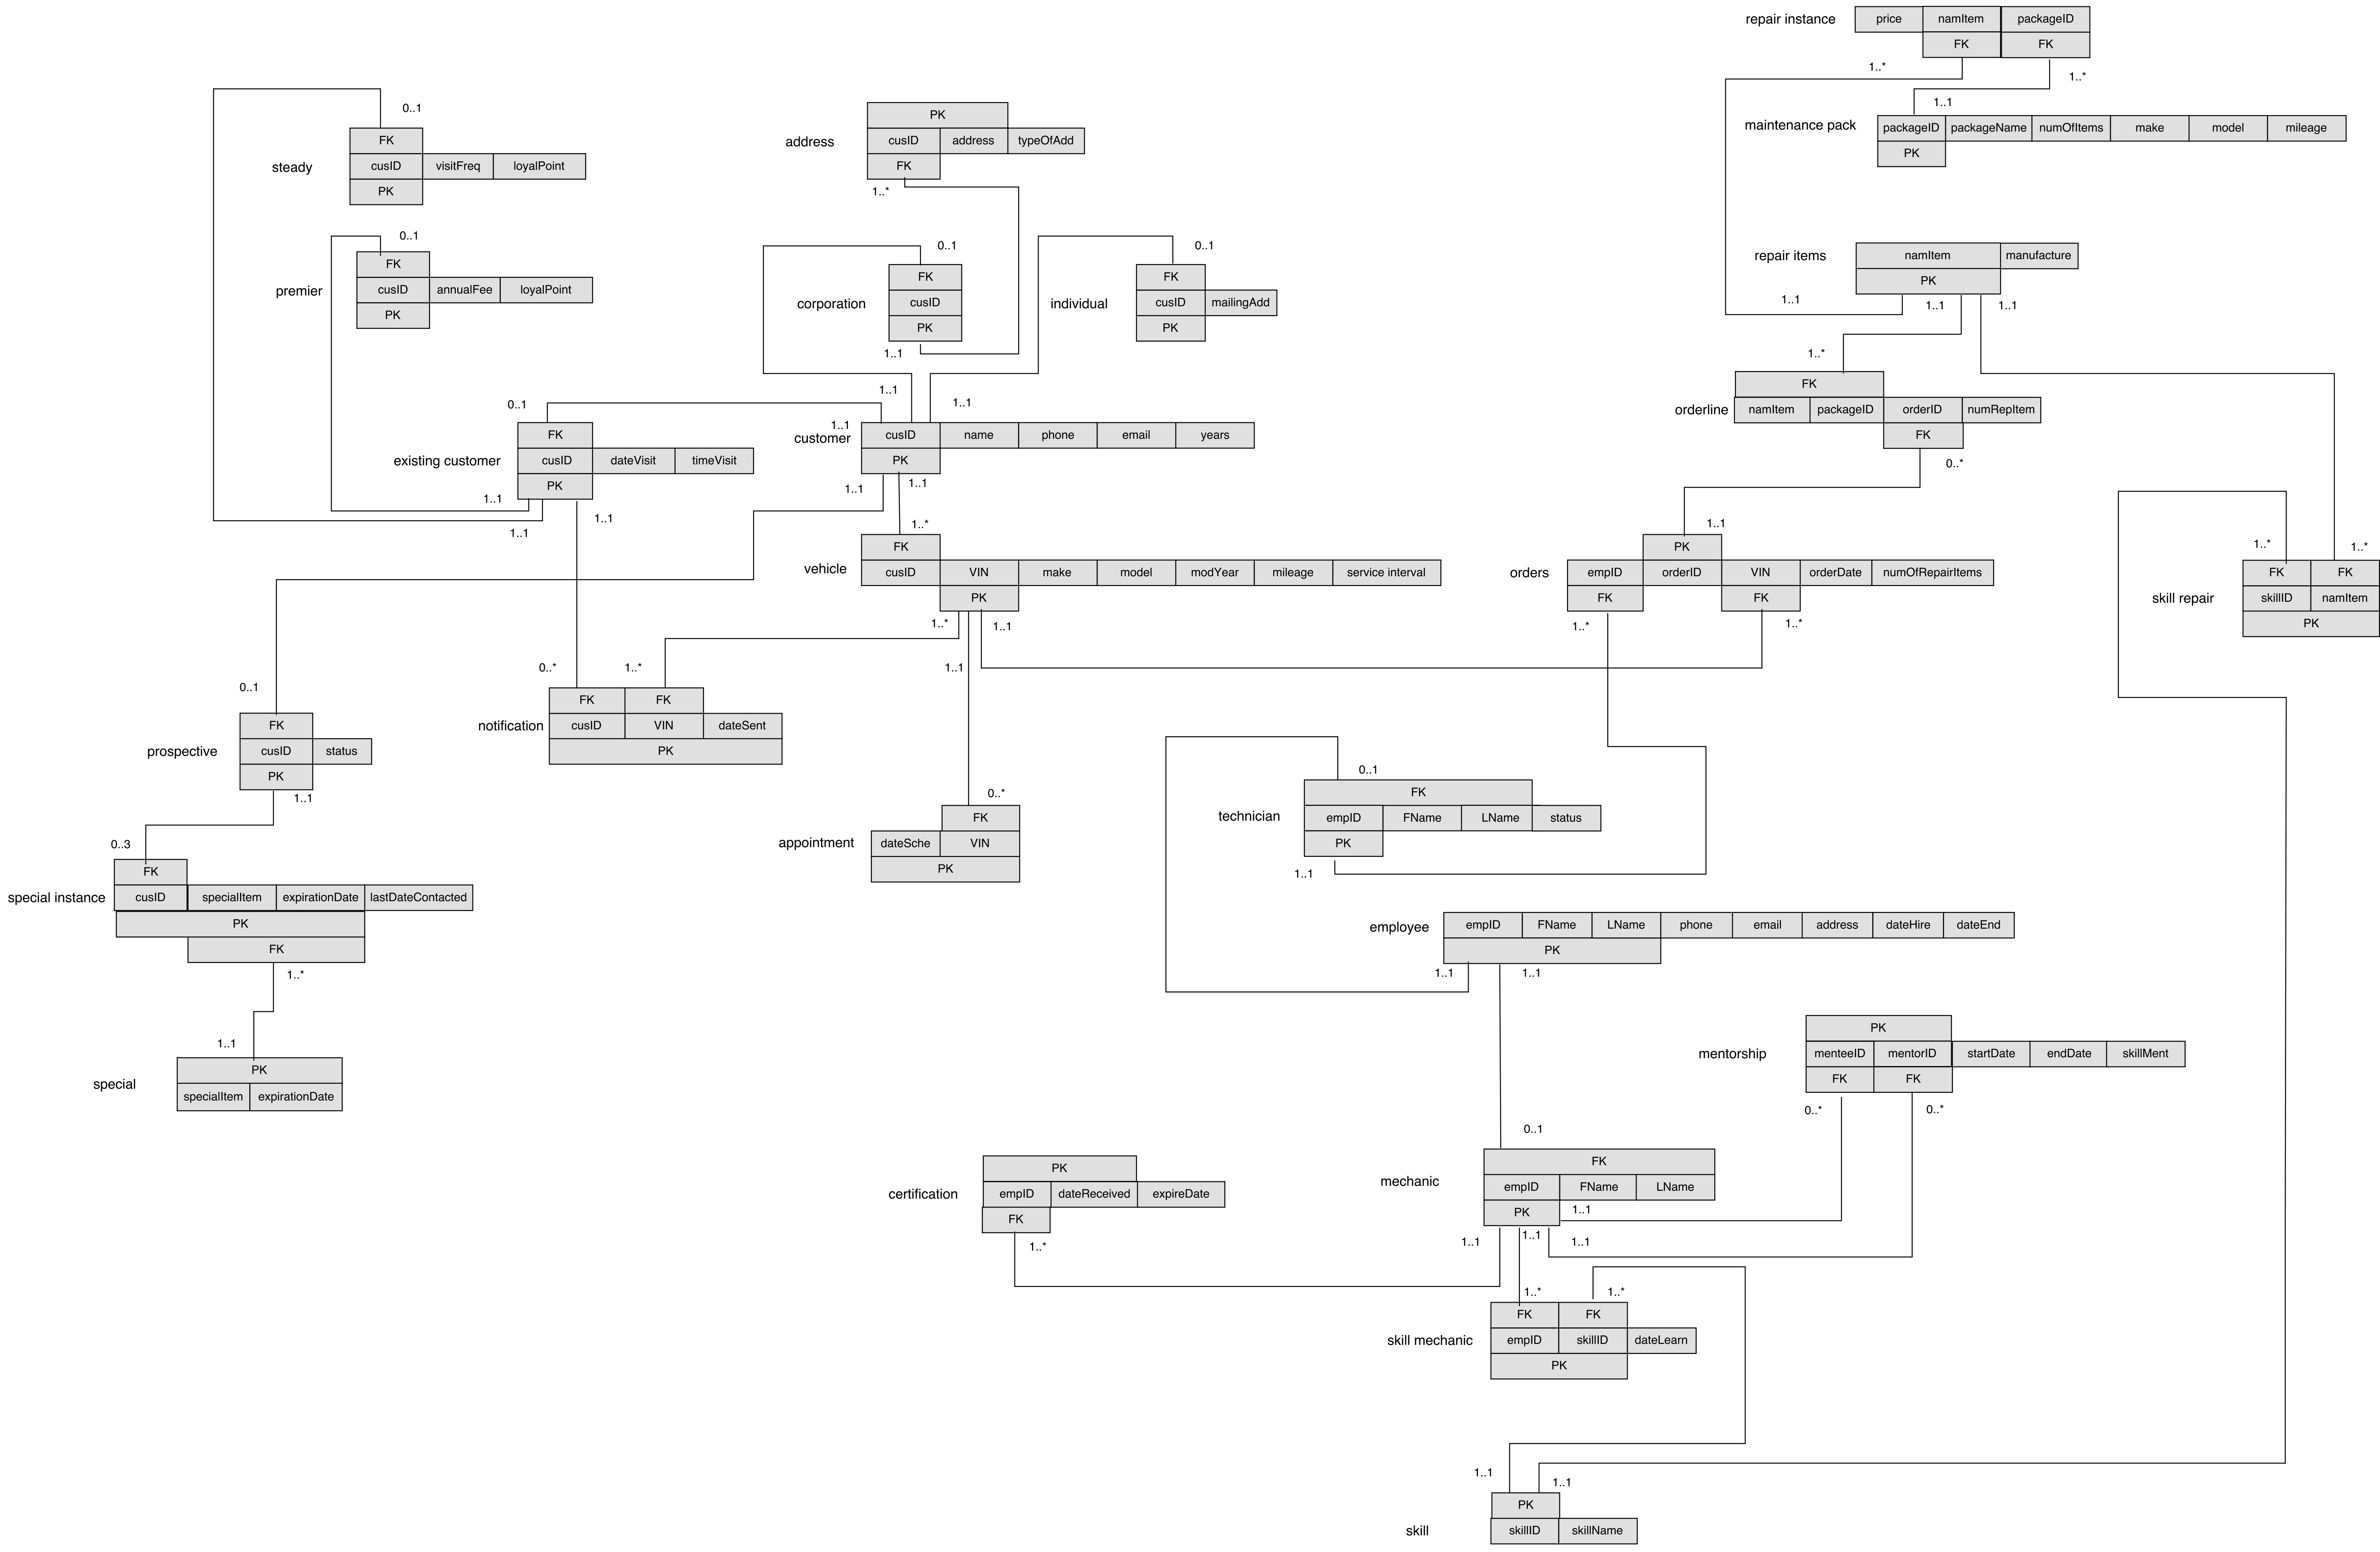 repair instance price namItem packageID
FK FK
1..* 1..*
1..1
maintenance pack packageID packageName numOfItems make model mileage
PK
0..1
FK
steady cusID visitFreq loyalPoint
PK
PK
address cusID address typeOfAdd
FK
1..*
0..1
FK
premier cusID annualFee loyalPoint
PK
0..1
FK
corporation cusID
PK
1..1
0..1
FK
individual cusID mailingAdd
PK
repair items namItem manufacture
PK
1..1 1..1 1..1
1..*
FK
orderline namItem packageID orderID numRepItem
FK
0..*
0..1
FK
existing customer cusID dateVisit timeVisit
PK
1..1 1..1
1..1
1..1 1..1
1..1
customer cusID name phone email years
PK
1..1 1..1
1..*
FK
vehicle cusID VIN make model modYear mileage service interval
PK
1..* 1..1
1..1
1..1
PK
orders empID orderID VIN orderDate numOfRepairItems
FK FK
1..* 1..*
1..* 1..*
FK FK
skill repair skillID namItem
PK
0..* 1..*
FK FK
notification cusID VIN dateSent
PK
0..1
FK
prospective cusID status
PK
1..1
0..*
FK
appointment dateSche VIN
PK
0..1
FK
technician empID FName LName status
PK
1..1
0..3
FK
special instance cusID specialItem expirationDate lastDateContacted
PK
FK
1..*
1..1
PK
special specialItem expirationDate
employee empID FName LName phone email address dateHire dateEnd
PK
1..1 1..1
PK
mentorship menteeID mentorID startDate endDate skillMent
FK FK
0..* 0..*
0..1
FK
mechanic empID FName LName
PK 1..1
1..1 1..1 1..1
PK
certification empID dateReceived expireDate
FK
1..*
1..* 1..*
FK FK
skill mechanic empID skillID dateLearn
PK
1..1 1..1
PK
skill skillID skillName